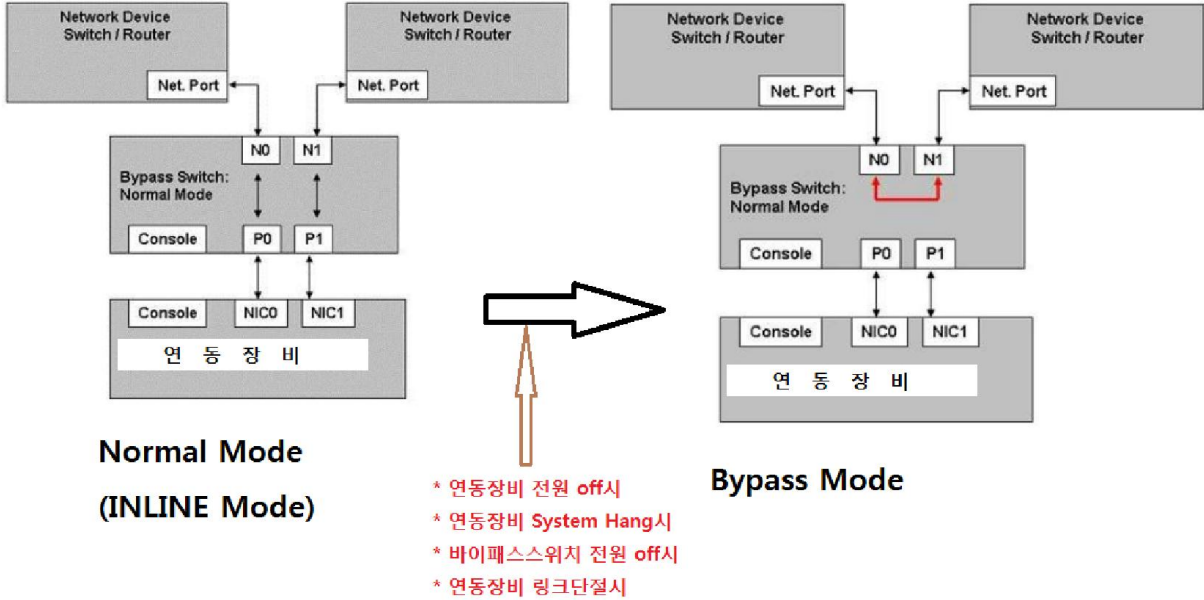 Network Device
Switch / Router
Net. Port
Network Device
Switch / Router
Net. Port
N0
N1
Bypass Switch:
Normal Mode
Console
P0
P1
Console
NIC0
NIC1
연 동 장 비
Normal Mode
(INLINE Mode)
* 연동장비 전원 off시
* 연동장비 System Hang시
* 바이패스스위치 전원 off시
* 연동장비 링크단절시
Network Device
Switch / Router
Net. Port
Network Device
Switch / Router
Net. Port
N0
N1
Bypass Switch:
Normal Mode
Console
P0
P1
Console
NIC0
NIC1
연 동 장 비
Bypass Mode